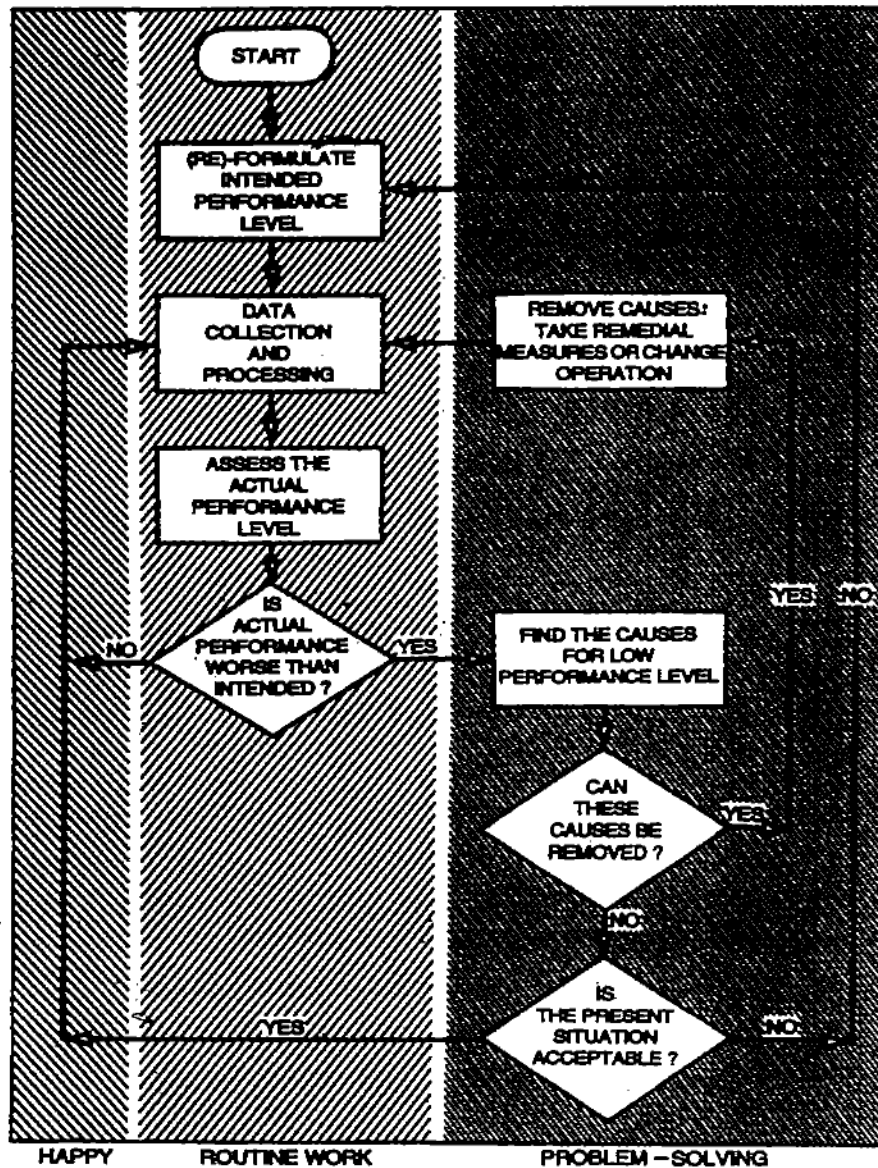 START
(RE)-FORMULATE
INTENDED
PERFORMANCE
LEVEL
DATA
COLLECTION
AND
PROCESSING
REMOVE CAUSES:
TAKE REMEDIAL
MEASURES OR CHANGE
OPERATION
ASSESS THE
ACTUAL
PERFORMANCE
LEVEL
YES
NO
IS
ACTUAL
PERFORMANCE
WORSE THAN
INTENDED ?
NO
YES
FIND THE CAUSES
FOR LOW
PERFORMANCE LEVEL
CAN
THESE
CAUSES BE
REMOVED ?
YES
NO
IS
THE PRESENT
SITUATION
ACCEPTABLE ?
YES
NO
HAPPY
ROUTINE WORK
PROBLEM - SOLVING